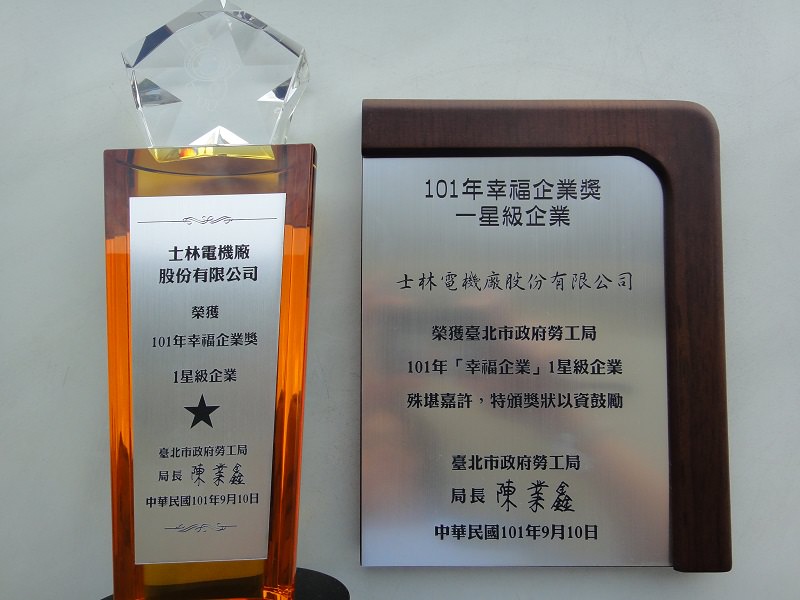 士林電機廠
股份有限公司
榮獲
101年幸福企業獎
1星級企業
臺北市政府勞工局
局長 陳業鑫
中華民國101年9月10日
101年幸福企業獎
一星級企業
士林電機廠股份有限公司
榮獲臺北市政府勞工局
101年「幸福企業」1星級企業
殊堪嘉許，特頒獎狀以資鼓勵
臺北市政府勞工局
局長 陳業鑫
中華民國101年9月10日